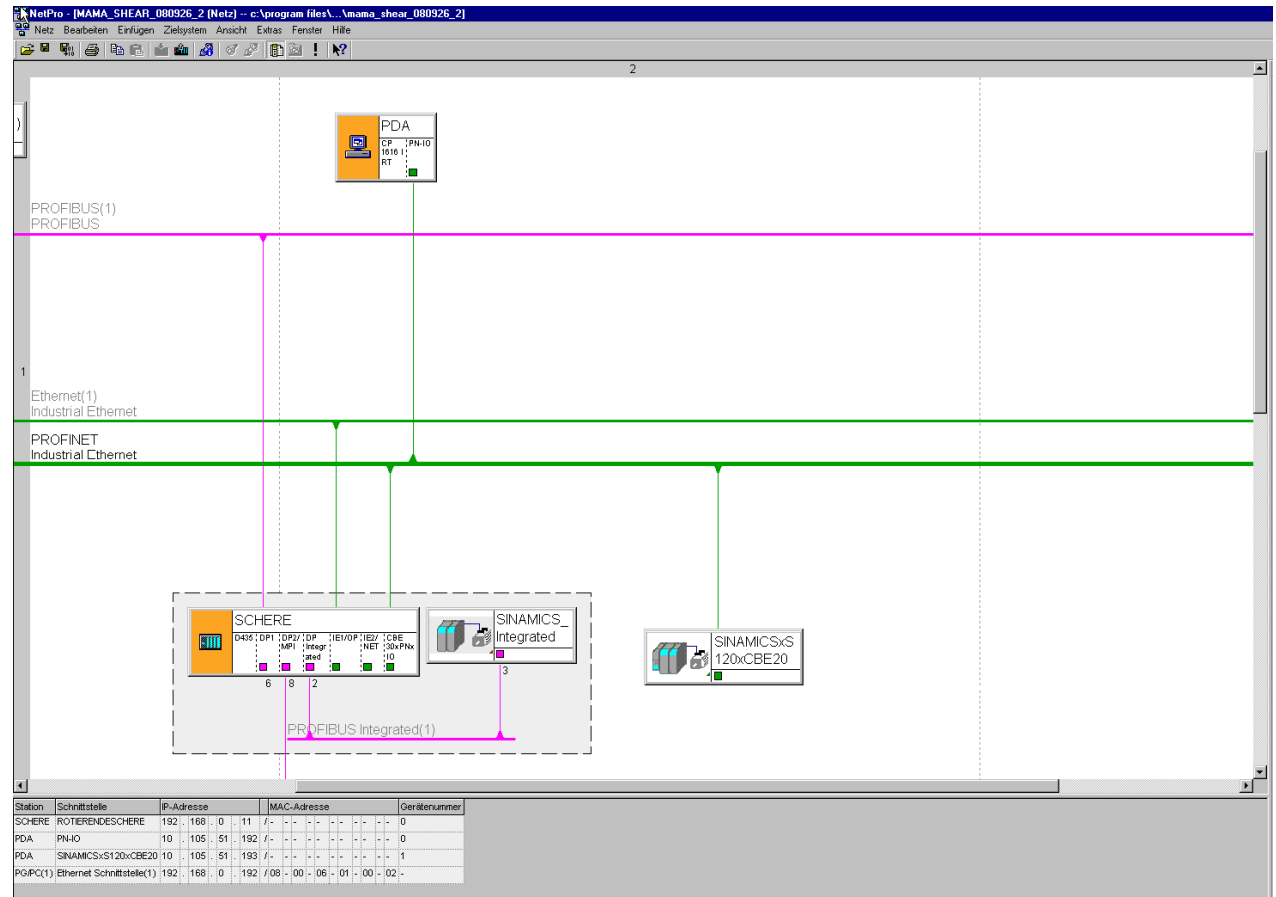 NetPro - [MAMA_SHEAR_080926_2 (Netz) -- c:\program files\...\mama_shear_080926_2]
Netz Bearbeiten Einfügen Zielsystem Ansicht Extras Fenster Hilfe
2
)
PDA
CP 1616 I RT
PN-IO
PROFIBUS(1)
PROFIBUS
1
Ethernet(1)
Industrial Ethernet
PROFINET
Industrial Ethernet
SCHERE
D435 DP1 DP2/ MPI DP Integr ated IE1/OP IE2/ NET CBE 30xPNx IO
6 8 2
SINAMICS_
Integrated
3
PROFIBUS Integrated(1)
SINAMICSxS
120xCBE20
Station Schnittstelle IP-Adresse MAC-Adresse Gerätenummer
SCHERE ROTIERENDESCHERE 192 . 168 . 0 . 11 / - - - - - - - - - - 0
PDA PN-IO 10 . 105 . 51 . 192 / - - - - - - - - - - 0
PDA SINAMICSxS120xCBE20 10 . 105 . 51 . 193 / - - - - - - - - - - 1
PG/PC(1) Ethernet Schnittstelle(1) 192 . 168 . 0 . 192 / 08 - 00 - 06 - 01 - 00 - 02 -